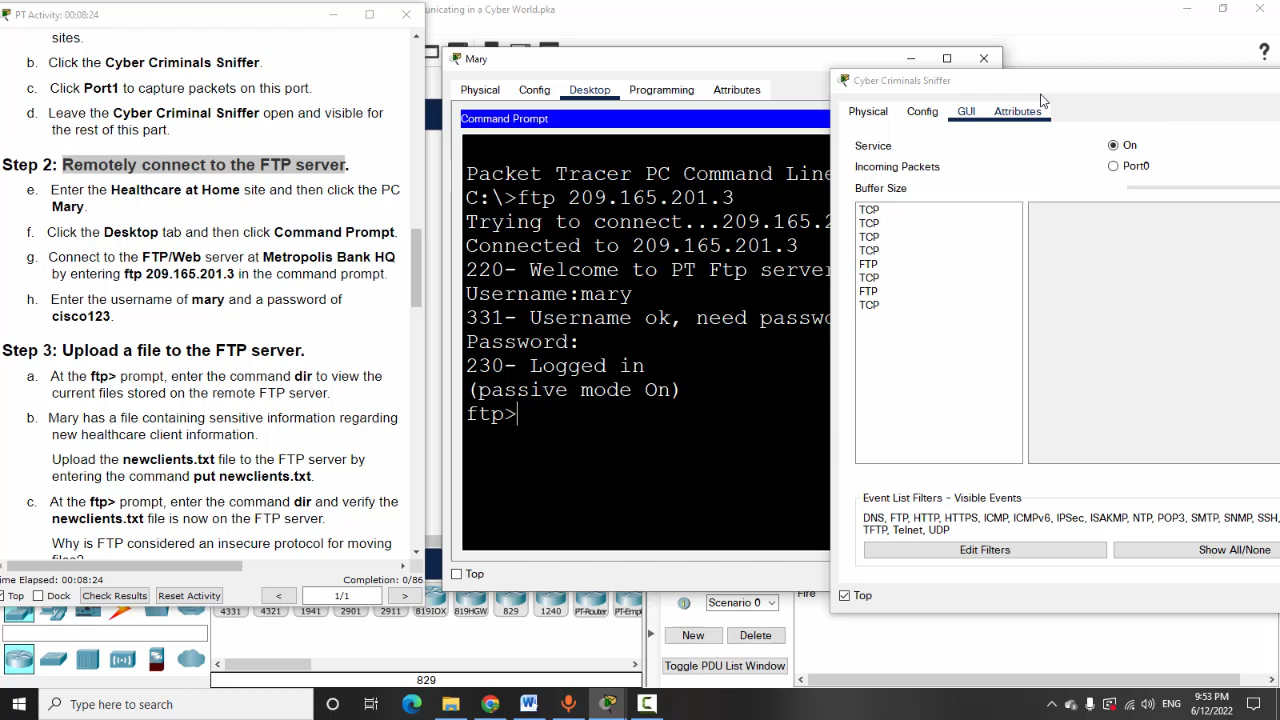 PT Activity: 00:08:24
unicating in a Cyber World.pka
sites.
b. Click the Cyber Criminals Sniffer.
c. Click Port1 to capture packets on this port.
d. Leave the Cyber Criminal Sniffer open and visible for
the rest of this part.
Step 2: Remotely connect to the FTP server.
e. Enter the Healthcare at Home site and then click the PC
Mary.
f. Click the Desktop tab and then click Command Prompt.
g. Connect to the FTP/Web server at Metropolis Bank HQ
by entering ftp 209.165.201.3 in the command prompt.
h. Enter the username of mary and a password of
cisco123.
Step 3: Upload a file to the FTP server.
a. At the ftp> prompt, enter the command dir to view the
current files stored on the remote FTP server.
b. Mary has a file containing sensitive information regarding
new healthcare client information.
Upload the newclients.txt file to the FTP server by
entering the command put newclients.txt.
c. At the ftp> prompt, enter the command dir and verify the
newclients.txt file is now on the FTP server.
Why is FTP considered an insecure protocol for moving
files?
ime Elapsed: 00:08:24
Completion: 0/86
Top
Dock
Check Results
Reset Activity
<
1/1
>
Mary
Physical
Config
Desktop
Programming
Attributes
Command Prompt
Packet Tracer PC Command Line
C:\>ftp 209.165.201.3
Trying to connect...209.165.2
Connected to 209.165.201.3
220- Welcome to PT Ftp server
Username:mary
331- Username ok, need passwo
Password:
230- Logged in
(passive mode On)
ftp>
Top
Cyber Criminals Sniffer
Physical
Config
GUI
Attributes
Service
On
Incoming Packets
Port0
Buffer Size
TCP
TCP
TCP
TCP
FTP
TCP
FTP
TCP
Event List Filters - Visible Events
DNS, FTP, HTTP, HTTPS, ICMP, ICMPv6, IPSec, ISAKMP, NTP, POP3, SMTP, SNMP, SSH,
TFTP, Telnet, UDP
Edit Filters
Show All/None
Top
4331
4321
1941
2901
2911
819IOX
819HGW
829
1240
PT-Router
PT-Empt
829
Scenario 0
Fire
New
Delete
Toggle PDU List Window
Type here to search
ENG
9:53 PM
6/12/2022